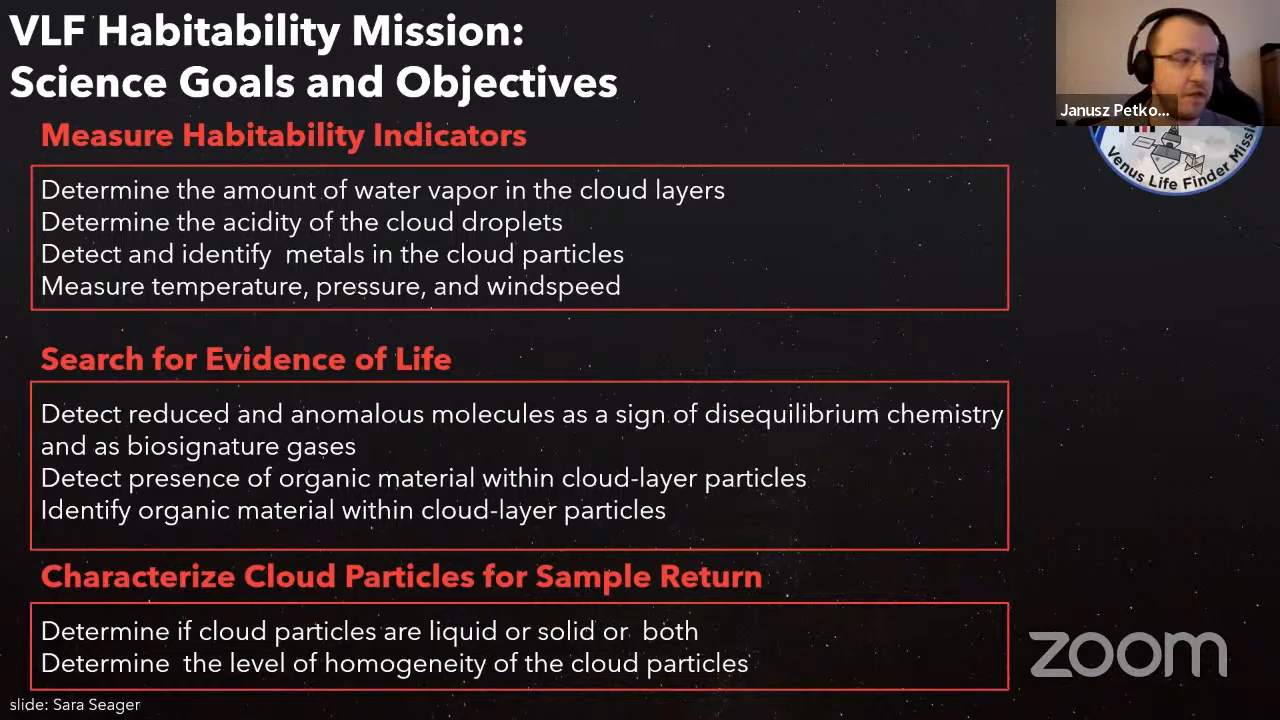 VLF Habitability Mission:
Science Goals and Objectives
Janusz Petko...
Venus Life Finder Missi
Measure Habitability Indicators
Determine the amount of water vapor in the cloud layers
Determine the acidity of the cloud droplets
Detect and identify metals in the cloud particles
Measure temperature, pressure, and windspeed
Search for Evidence of Life
Detect reduced and anomalous molecules as a sign of disequilibrium chemistry
and as biosignature gases
Detect presence of organic material within cloud-layer particles
Identify organic material within cloud-layer particles
Characterize Cloud Particles for Sample Return
Determine if cloud particles are liquid or solid or both
Determine the level of homogeneity of the cloud particles
zoom
slide: Sara Seager